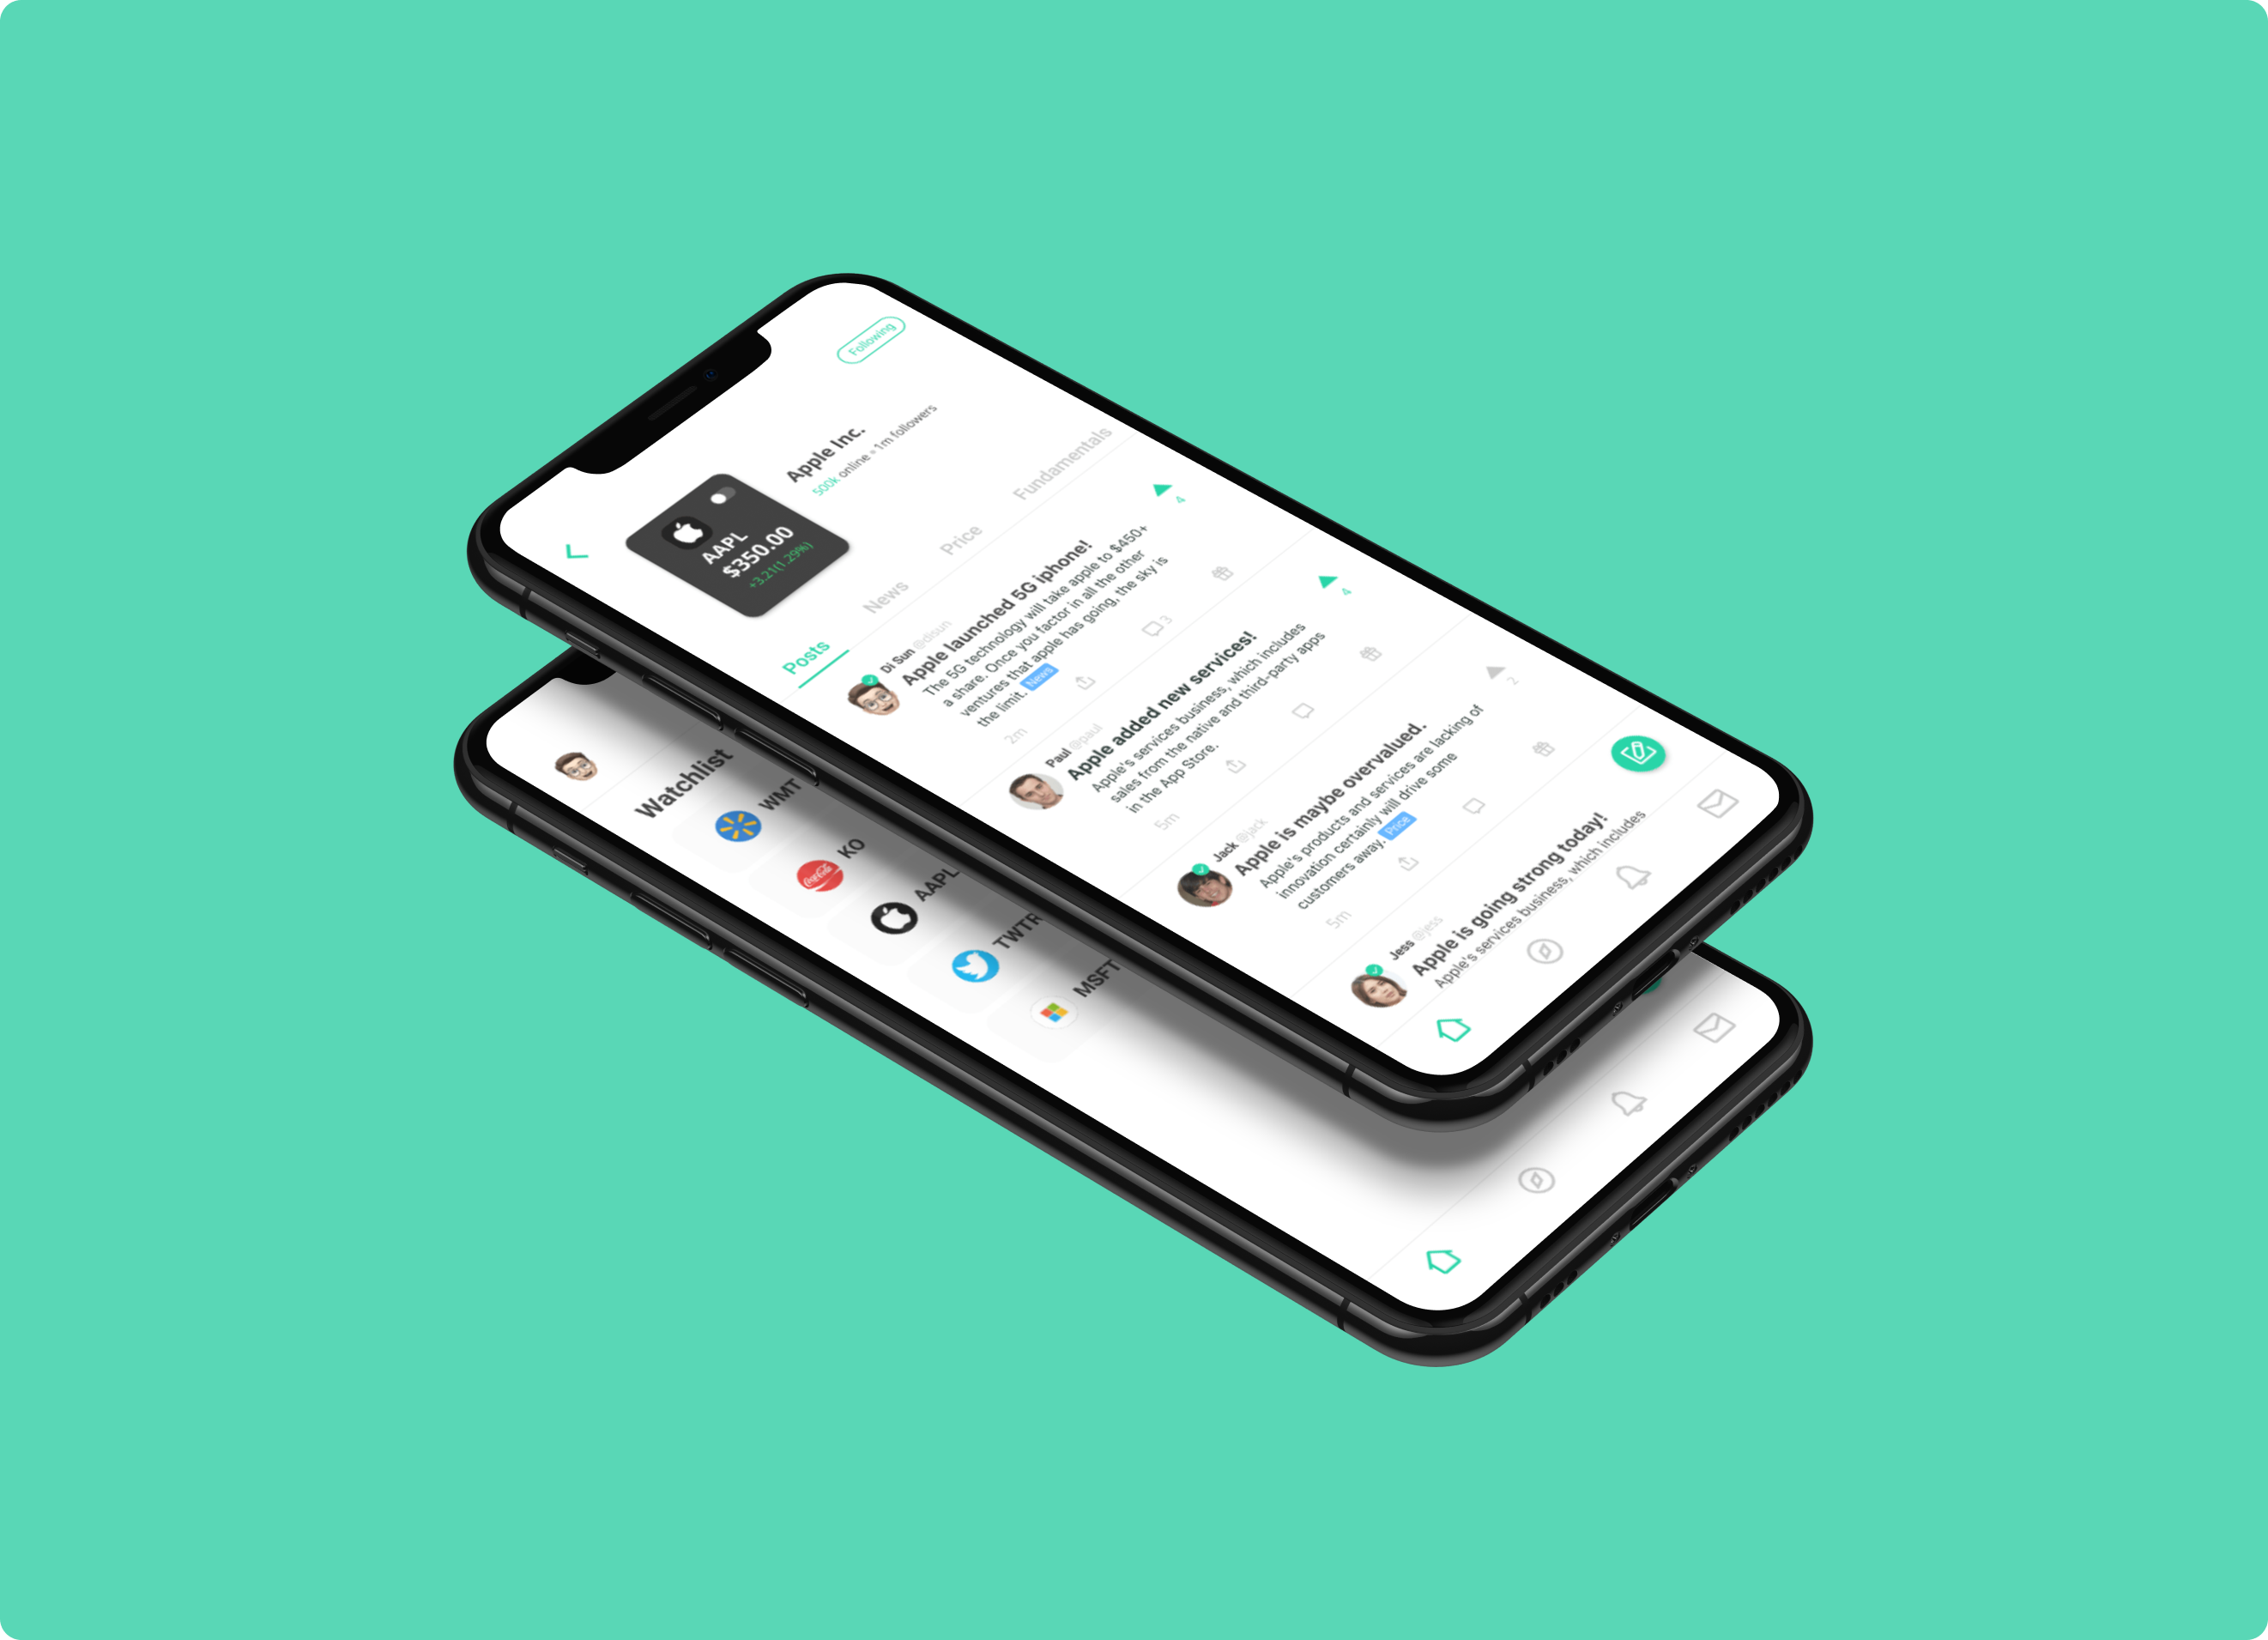 Following
Apple Inc.
500k online • 1m followers
AAPL
$350.00
+3.21(1.29%)
Posts
News
Price
Fundamentals
Di Sun @disun
Apple launched 5G iphone!
The 5G technology will take apple to $450+
a share. Once you factor in all the other
ventures that apple has going, the sky is
the limit. News
4
2m
3
Paul @paul
Apple added new services!
Apple's services business, which includes
sales from the native and third-party apps
in the App Store.
4
5m
Jack @jack
Apple is maybe overvalued.
Apple's products and services are lacking of
innovation certainly will drive some
customers away. Price
2
5m
Jess @jess
Apple is going strong today!
Apple's services business, which includes
Watchlist
WMT
KO
Coca-Cola
AAPL
TWTR
MSFT